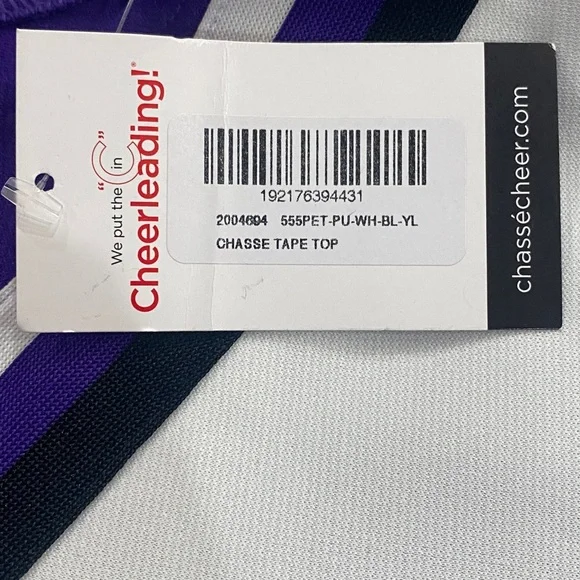 We put the "C" in
Cheerleading!®
192176394431
2004694 555PET-PU-WH-BL-YL
CHASSE TAPE TOP
chassécheer.com